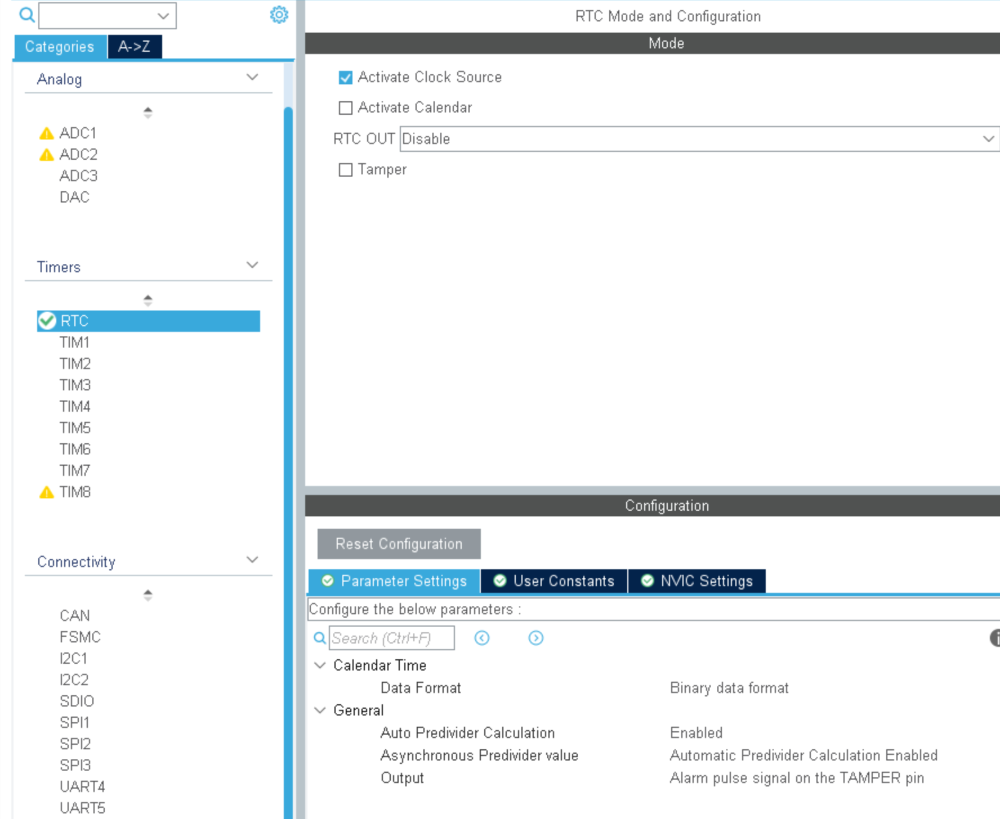 Categories
A->Z
Analog
ADC1
ADC2
ADC3
DAC
Timers
RTC
TIM1
TIM2
TIM3
TIM4
TIM5
TIM6
TIM7
TIM8
Connectivity
CAN
FSMC
I2C1
I2C2
SDIO
SPI1
SPI2
SPI3
UART4
UART5
RTC Mode and Configuration
Mode
Activate Clock Source
Activate Calendar
RTC OUT Disable
Tamper
Configuration
Reset Configuration
Parameter Settings
User Constants
NVIC Settings
Configure the below parameters :
Search (Ctrl+F)
Calendar Time
Data Format Binary data format
General
Auto Predivider Calculation Enabled
Asynchronous Predivider value Automatic Predivider Calculation Enabled
Output Alarm pulse signal on the TAMPER pin